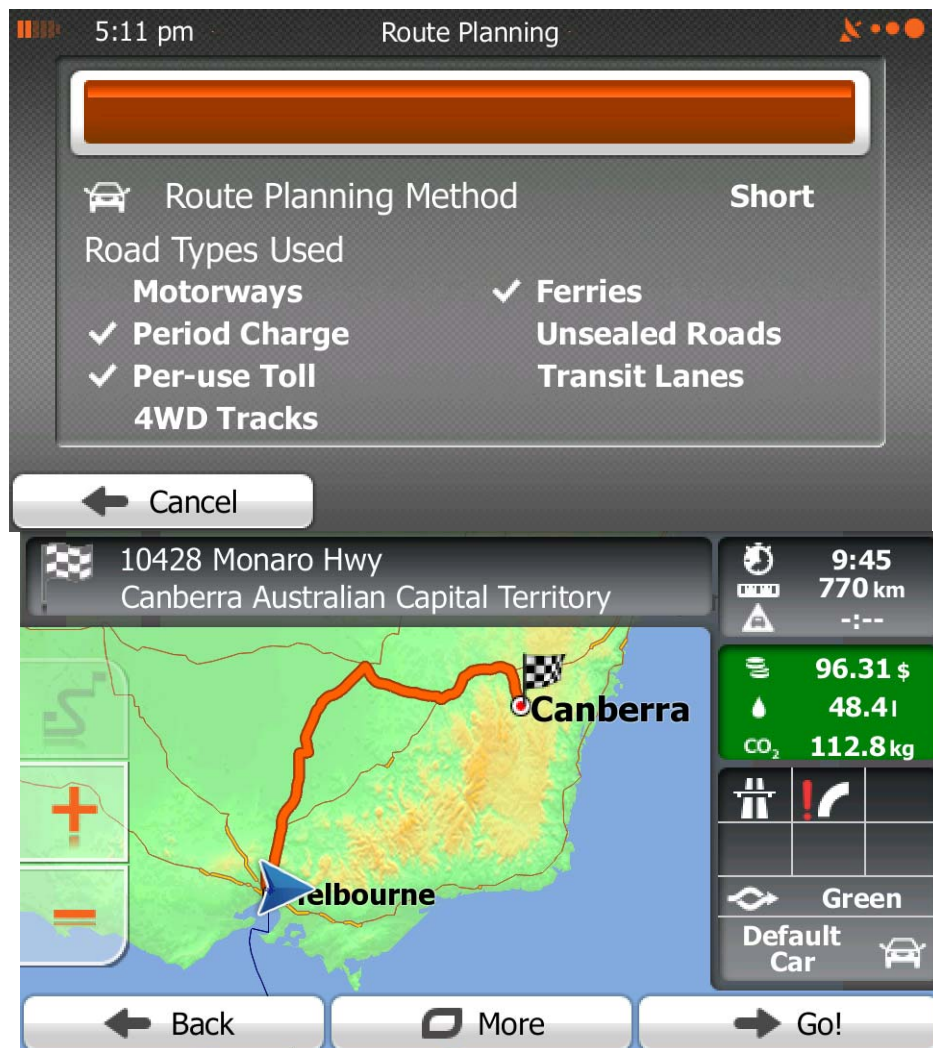 5:11 pm
Route Planning
Route Planning Method
Short
Road Types Used
Motorways
Ferries
Period Charge
Unsealed Roads
Per-use Toll
Transit Lanes
4WD Tracks
Cancel
10428 Monaro Hwy
Canberra Australian Capital Territory
9:45
770 km
-:--
96.31 $
48.4 l
CO₂ 112.8 kg
Canberra
elbourne
Green
Default
Car
Back
More
Go!